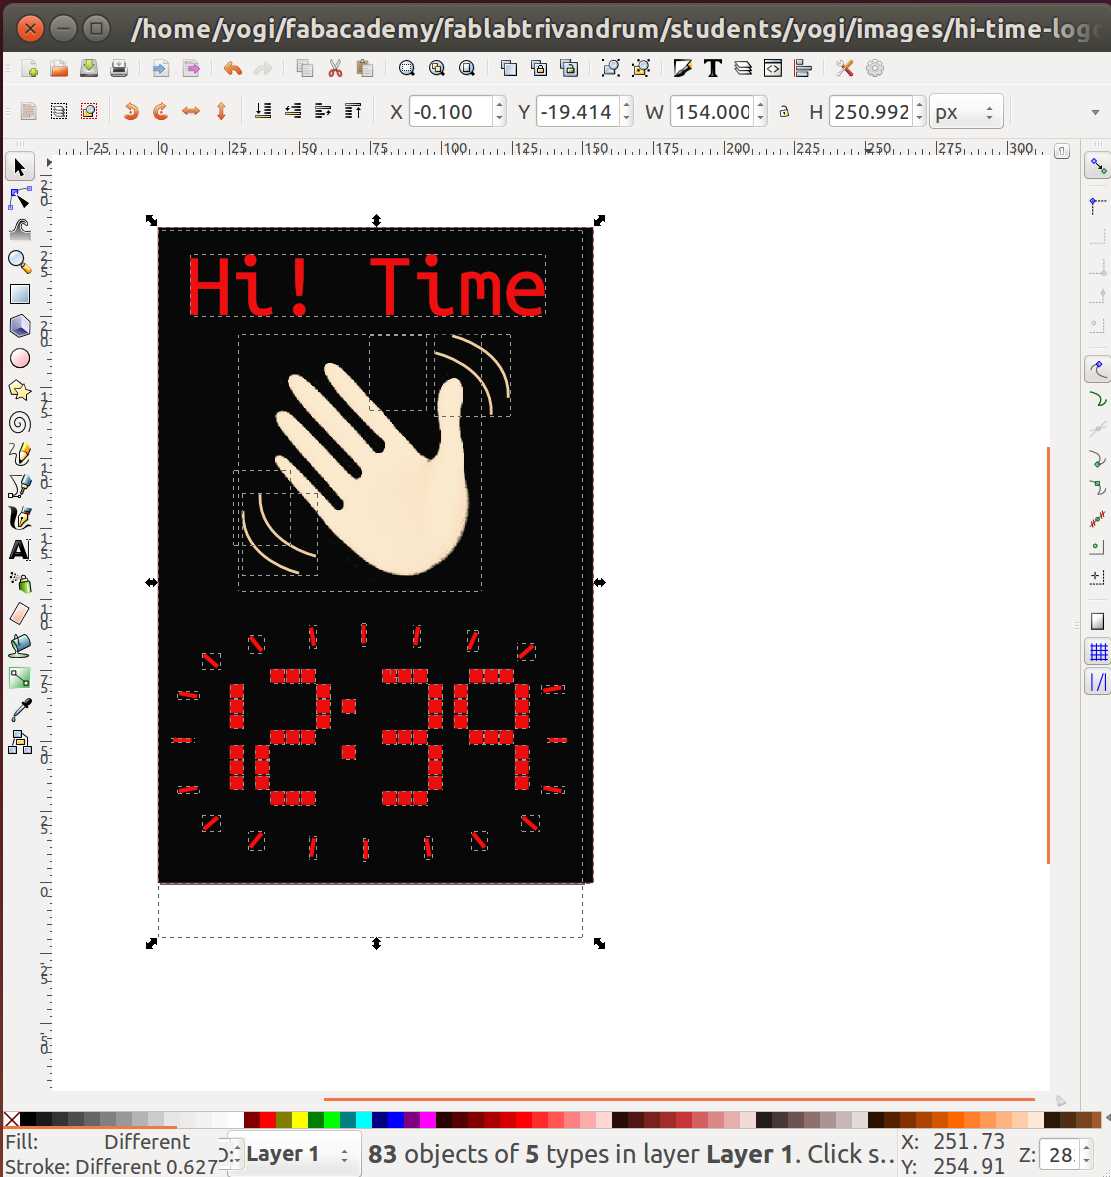 /home/yogi/fabacademy/fablabtrivandrum/students/yogi/images/hi-time-logo
X -0.100 Y -19.414 W 154.000 H 250.992 px
-25 0 25 50 75 100 125 150 175 200 225 250 275 300
Hi! Time
12:39
Fill: Different
Stroke: Different 0.627
Layer 1
83 objects of 5 types in layer Layer 1. Click s…
X: 251.73
Y: 254.91
Z: 28